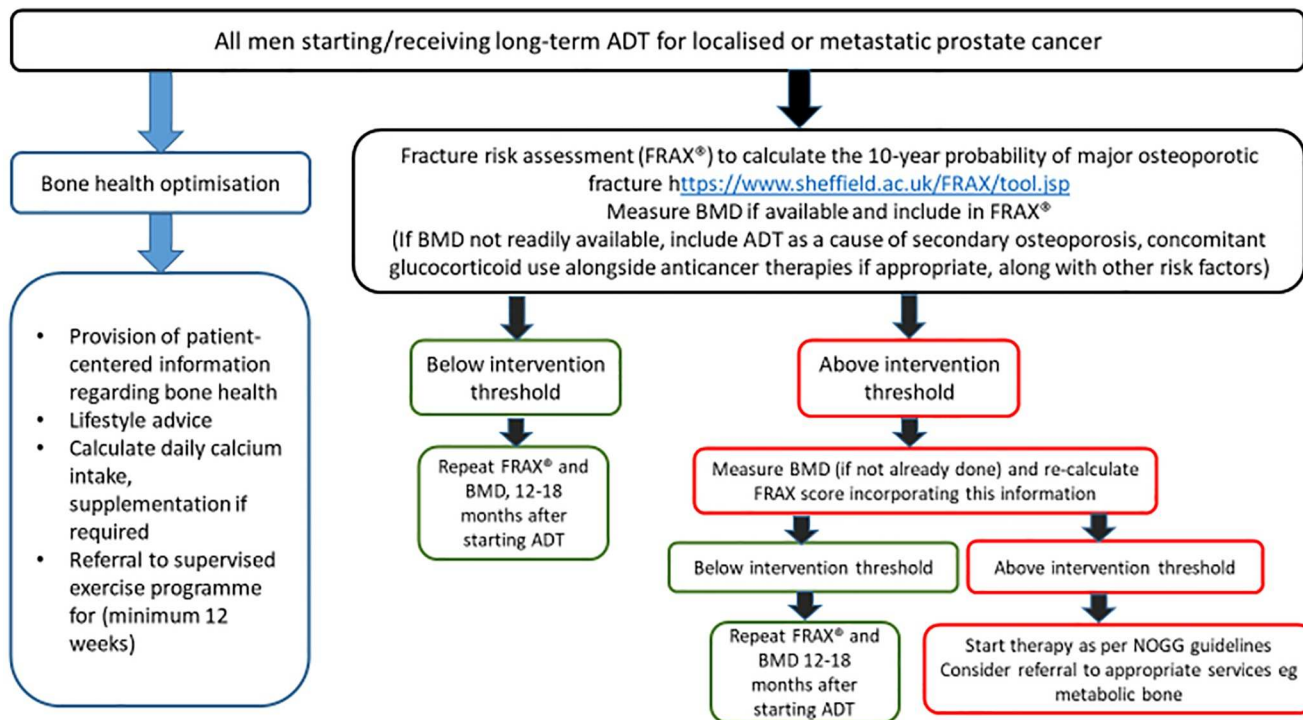 All men starting/receiving long-term ADT for localised or metastatic prostate cancer
Bone health optimisation
• Provision of patient-
centered information
regarding bone health
• Lifestyle advice
• Calculate daily calcium
intake,
supplementation if
required
• Referral to supervised
exercise programme
for (minimum 12
weeks)
Fracture risk assessment (FRAX®) to calculate the 10-year probability of major osteoporotic
fracture https://www.sheffield.ac.uk/FRAX/tool.jsp
Measure BMD if available and include in FRAX®
(If BMD not readily available, include ADT as a cause of secondary osteoporosis, concomitant
glucocorticoid use alongside anticancer therapies if appropriate, along with other risk factors)
Below intervention
threshold
Repeat FRAX® and
BMD, 12-18
months after
starting ADT
Above intervention
threshold
Measure BMD (if not already done) and re-calculate
FRAX score incorporating this information
Below intervention threshold
Repeat FRAX® and
BMD 12-18
months after
starting ADT
Above intervention threshold
Start therapy as per NOGG guidelines
Consider referral to appropriate services eg
metabolic bone